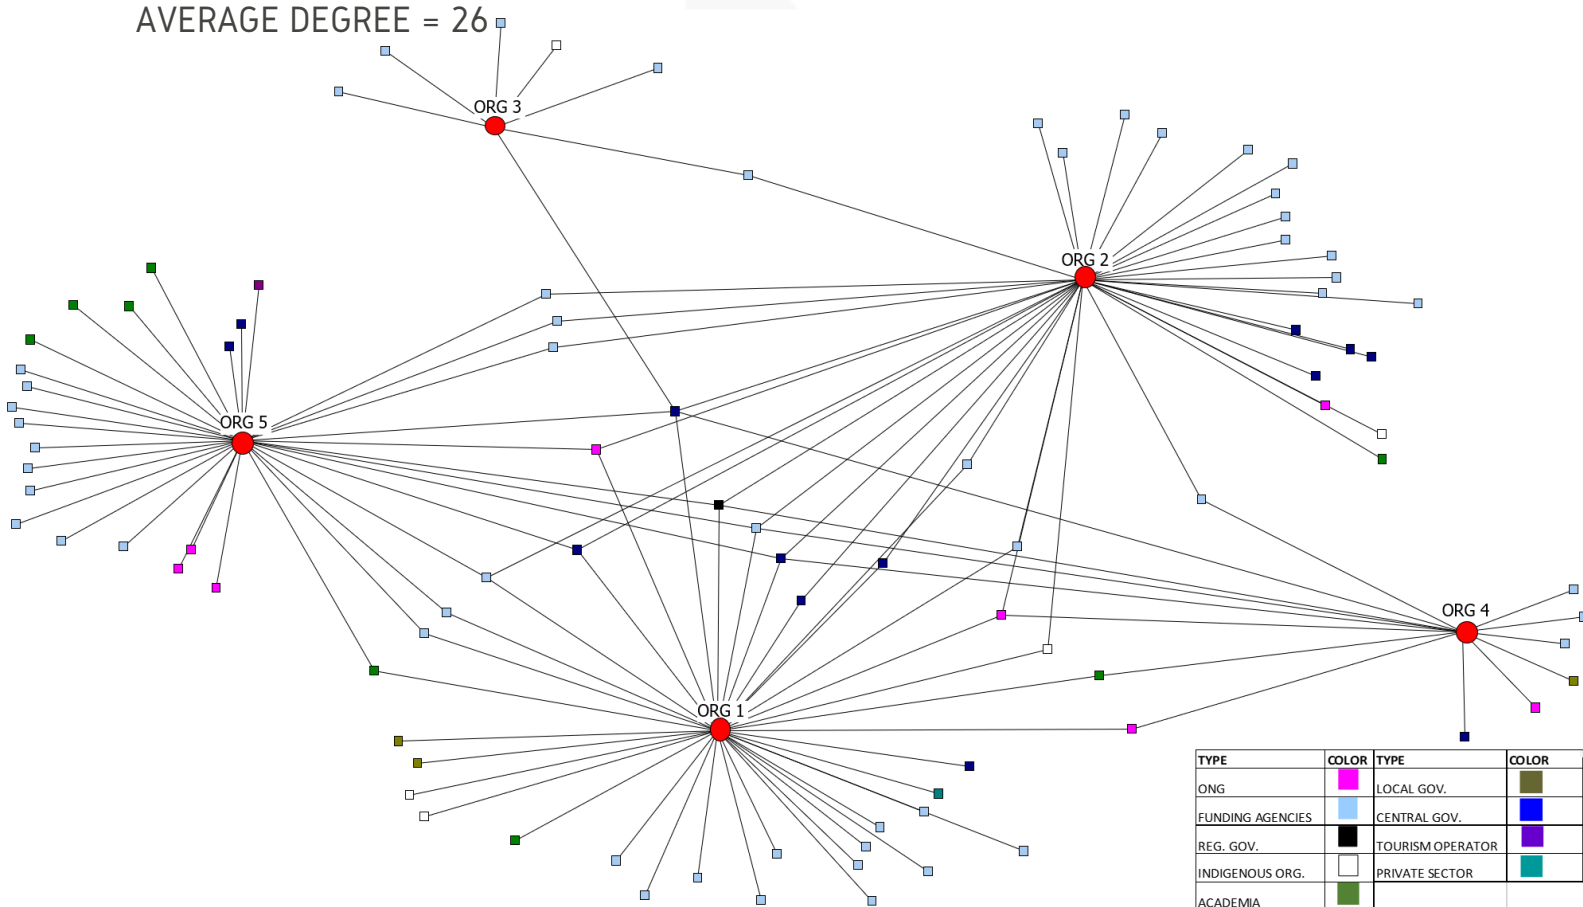 AVERAGE DEGREE = 26
ORG 3
ORG 2
ORG 5
ORG 4
ORG 1
TYPE COLOR TYPE COLOR
ONG LOCAL GOV.
FUNDING AGENCIES CENTRAL GOV.
REG. GOV. TOURISM OPERATOR
INDIGENOUS ORG. PRIVATE SECTOR
ACADEMIA